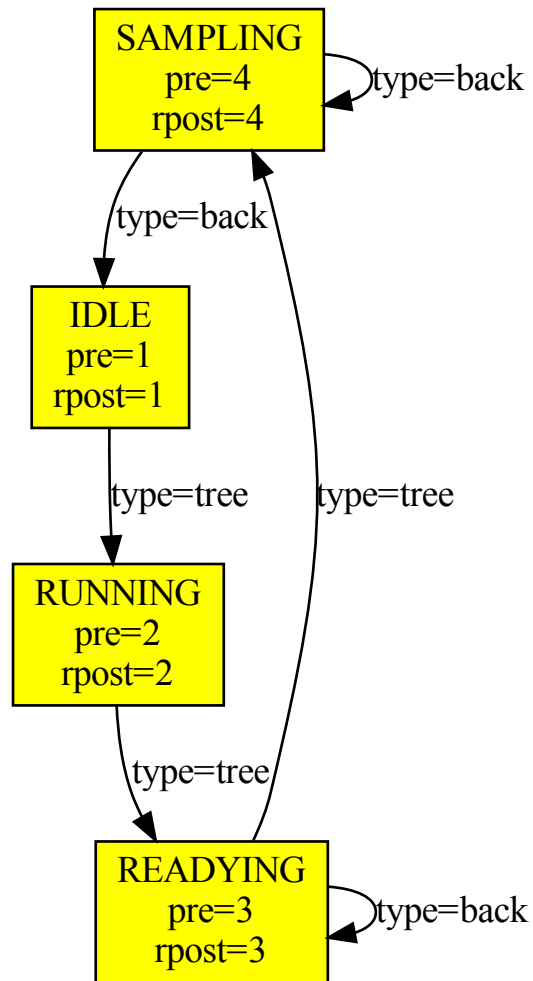 SAMPLING
pre=4
rpost=4
type=back
type=back
IDLE
pre=1
rpost=1
type=tree
type=tree
RUNNING
pre=2
rpost=2
type=tree
READYING
pre=3
rpost=3
type=back